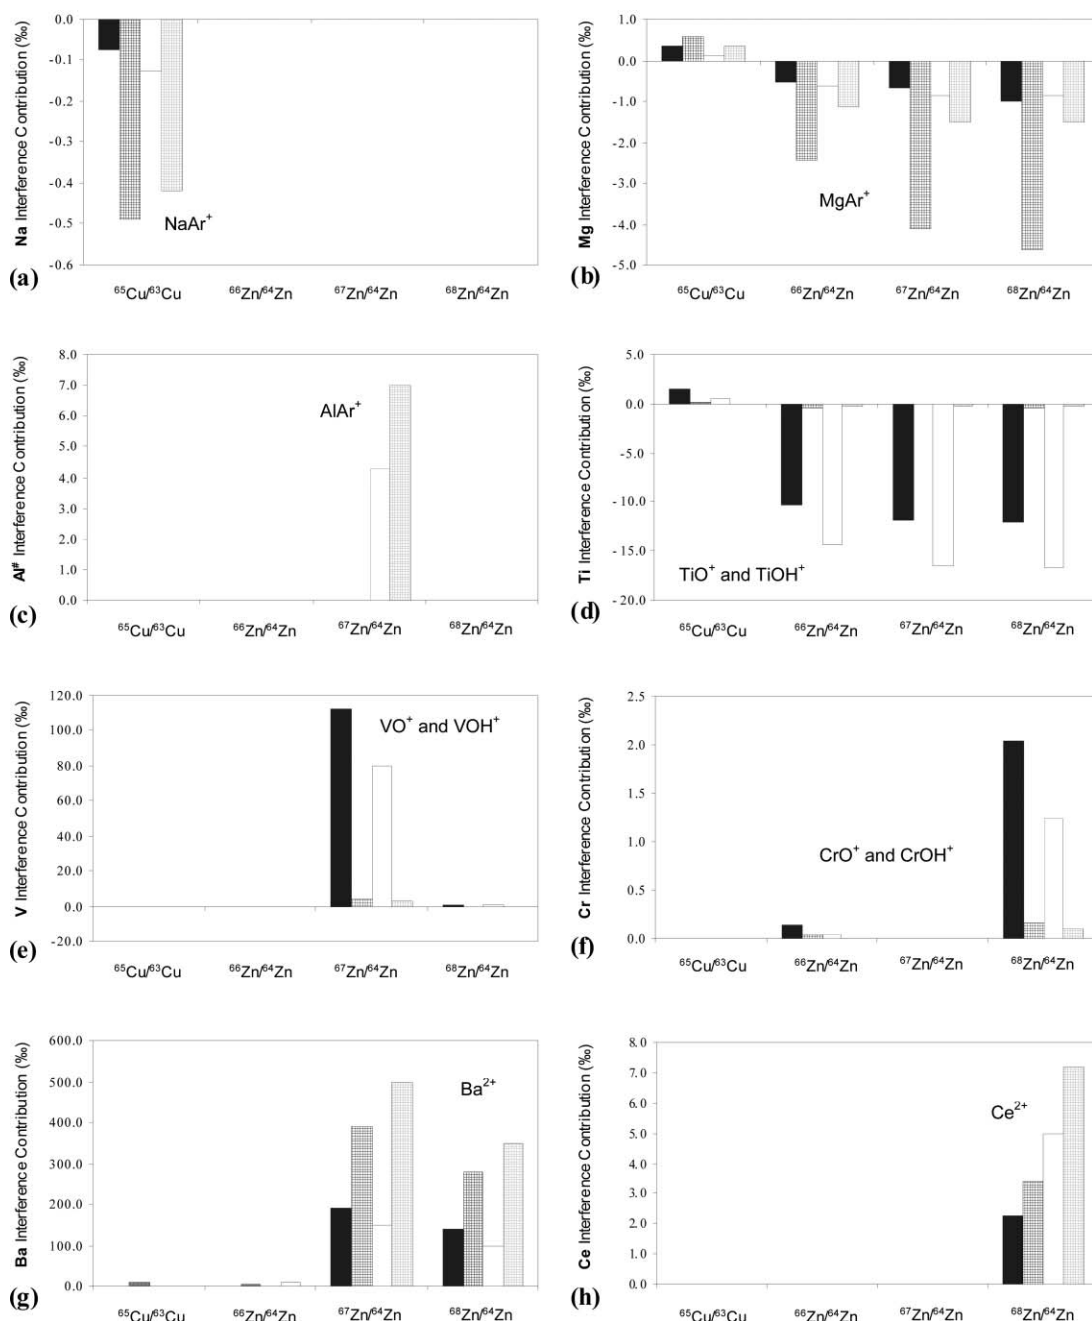 Na Interference Contribution (‰)
0.0
-0.1
-0.2
-0.3
-0.4
-0.5
-0.6
NaAr⁺
(a)
⁶⁵Cu/⁶³Cu ⁶⁶Zn/⁶⁴Zn ⁶⁷Zn/⁶⁴Zn ⁶⁸Zn/⁶⁴Zn
Mg Interference Contribution (‰)
1.0
0.0
-1.0
-2.0
-3.0
-4.0
-5.0
MgAr⁺
(b)
⁶⁵Cu/⁶³Cu ⁶⁶Zn/⁶⁴Zn ⁶⁷Zn/⁶⁴Zn ⁶⁸Zn/⁶⁴Zn
Al# Interference Contribution (‰)
8.0
7.0
6.0
5.0
4.0
3.0
2.0
1.0
0.0
AlAr⁺
(c)
⁶⁵Cu/⁶³Cu ⁶⁶Zn/⁶⁴Zn ⁶⁷Zn/⁶⁴Zn ⁶⁸Zn/⁶⁴Zn
Ti Interference Contribution (‰)
5.0
0.0
-5.0
-10.0
-15.0
-20.0
TiO⁺ and TiOH⁺
(d)
⁶⁵Cu/⁶³Cu ⁶⁶Zn/⁶⁴Zn ⁶⁷Zn/⁶⁴Zn ⁶⁸Zn/⁶⁴Zn
V Interference Contribution (‰)
120.0
100.0
80.0
60.0
40.0
20.0
0.0
-20.0
VO⁺ and VOH⁺
(e)
⁶⁵Cu/⁶³Cu ⁶⁶Zn/⁶⁴Zn ⁶⁷Zn/⁶⁴Zn ⁶⁸Zn/⁶⁴Zn
Cr Interference Contribution (‰)
2.5
2.0
1.5
1.0
0.5
0.0
CrO⁺ and CrOH⁺
(f)
⁶⁵Cu/⁶³Cu ⁶⁶Zn/⁶⁴Zn ⁶⁷Zn/⁶⁴Zn ⁶⁸Zn/⁶⁴Zn
Ba Interference Contribution (‰)
600.0
500.0
400.0
300.0
200.0
100.0
0.0
Ba²⁺
(g)
⁶⁵Cu/⁶³Cu ⁶⁶Zn/⁶⁴Zn ⁶⁷Zn/⁶⁴Zn ⁶⁸Zn/⁶⁴Zn
Ce Interference Contribution (‰)
8.0
7.0
6.0
5.0
4.0
3.0
2.0
1.0
0.0
Ce²⁺
(h)
⁶⁵Cu/⁶³Cu ⁶⁶Zn/⁶⁴Zn ⁶⁷Zn/⁶⁴Zn ⁶⁸Zn/⁶⁴Zn